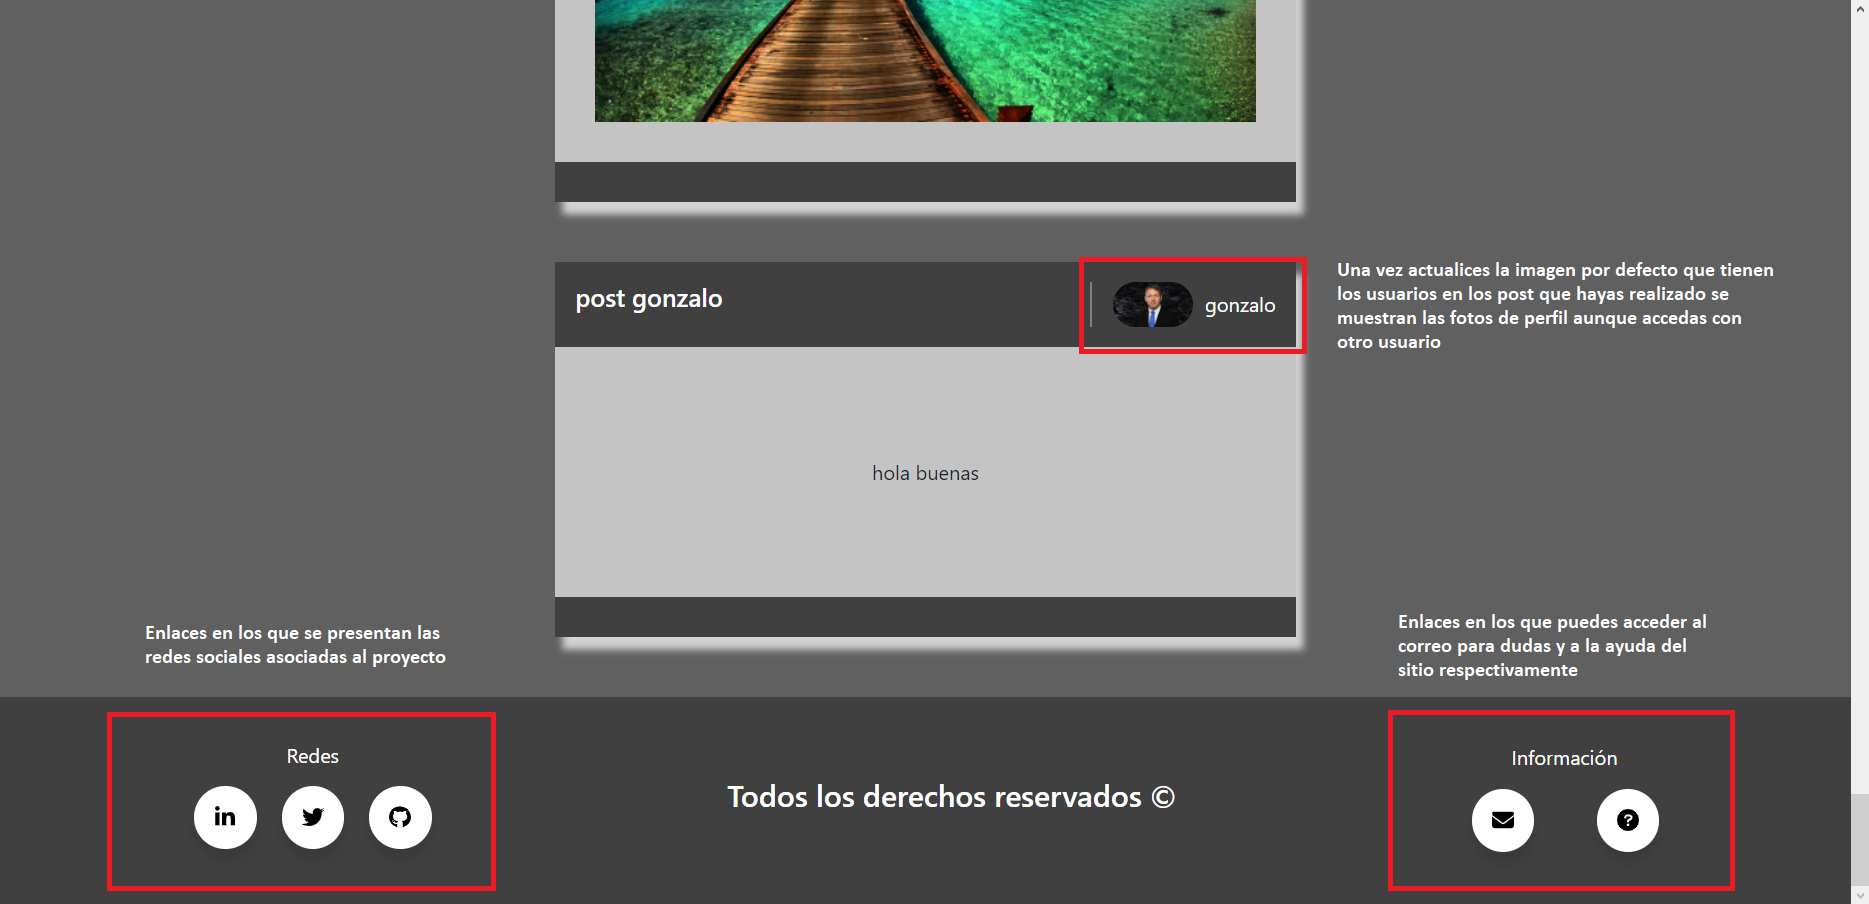 post gonzalo
gonzalo
Una vez actualices la imagen por defecto que tienen
los usuarios en los post que hayas realizado se
muestran las fotos de perfil aunque accedas con
otro usuario
hola buenas
Enlaces en los que se presentan las
redes sociales asociadas al proyecto
Enlaces en los que puedes acceder al
correo para dudas y a la ayuda del
sitio respectivamente
Redes
in
Todos los derechos reservados ©
Información
?